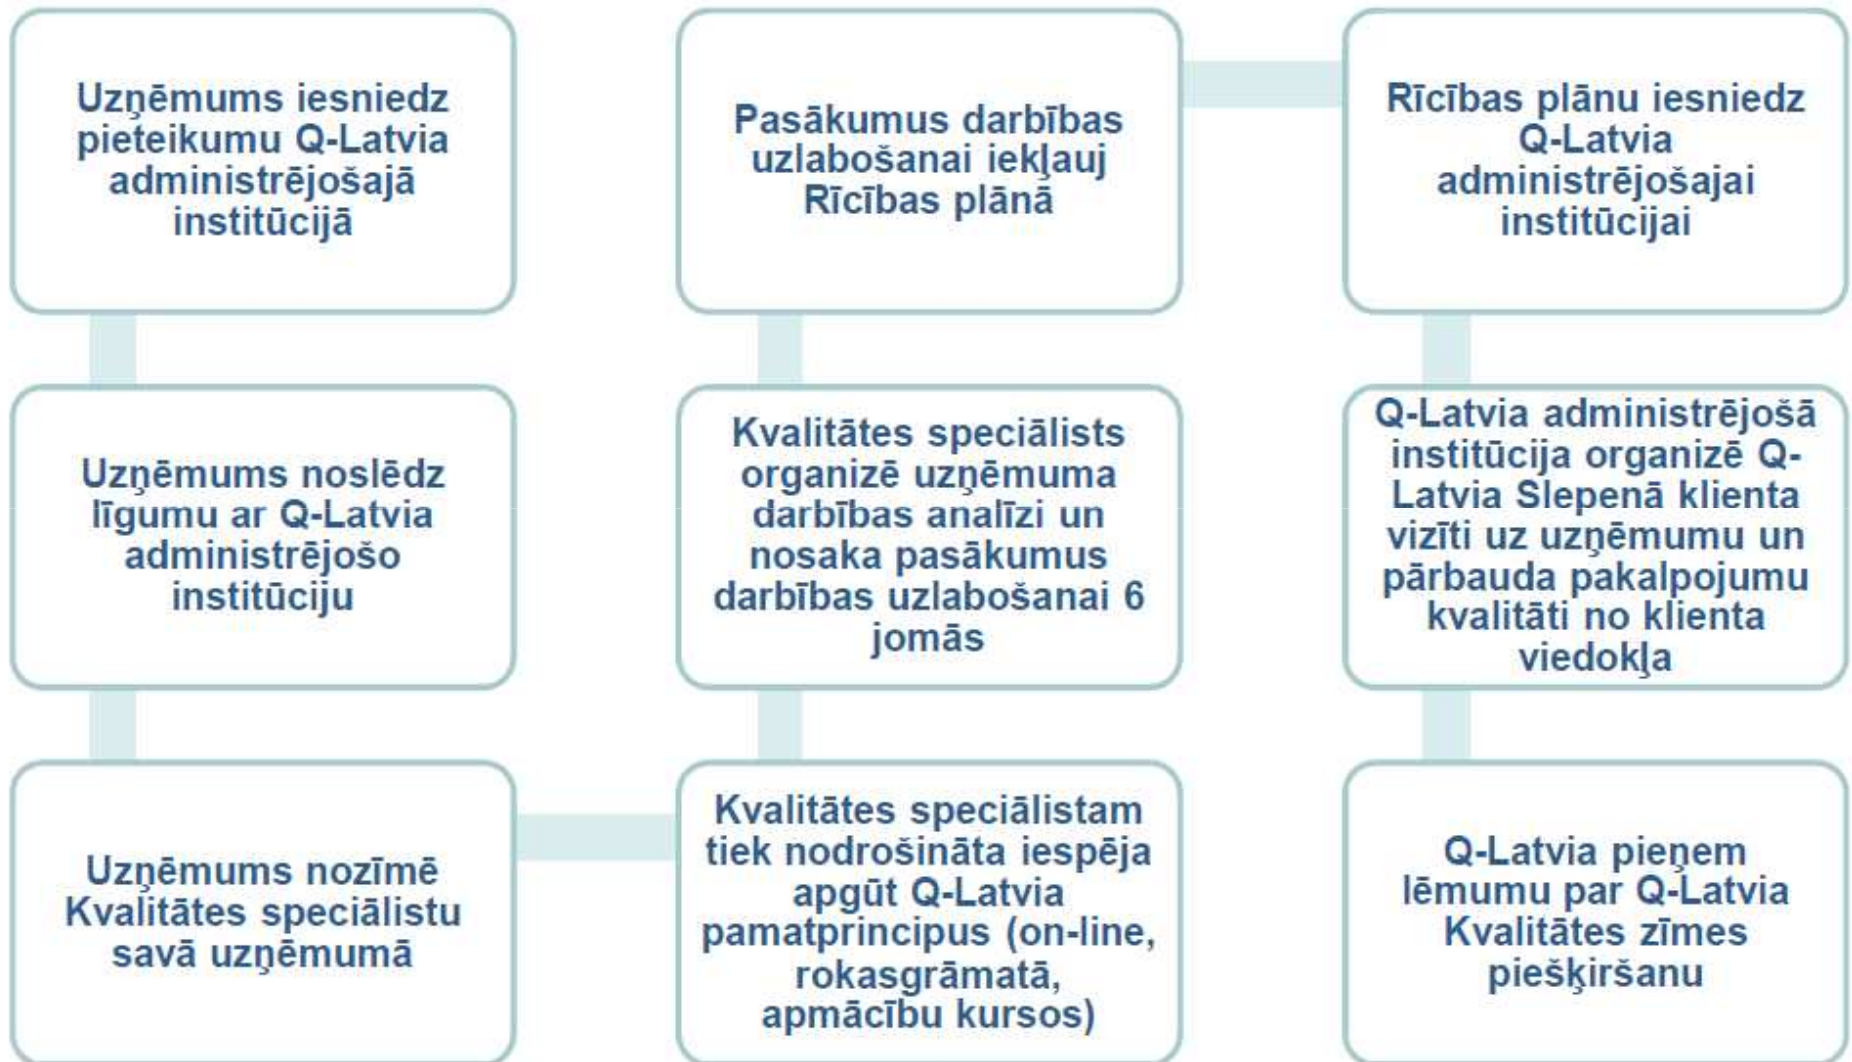 Uzņēmums iesniedz
pieteikumu Q-Latvia
administrējošajā
institūcijā
Uzņēmums noslēdz
līgumu ar Q-Latvia
administrējošo
institūciju
Uzņēmums nozīmē
Kvalitātes speciālistu
savā uzņēmumā
Kvalitātes speciālistam
tiek nodrošināta iespēja
apgūt Q-Latvia
pamatprincipus (on-line,
rokasgrāmatā,
apmācību kursos)
Kvalitātes speciālists
organizē uzņēmuma
darbības analīzi un
nosaka pasākumus
darbības uzlabošanai 6
jomās
Pasākumus darbības
uzlabošanai iekļauj
Rīcības plānā
Rīcības plānu iesniedz
Q-Latvia
administrējošajai
institūcijai
Q-Latvia administrējošā
institūcija organizē Q-
Latvia Slepenā klienta
vizīti uz uzņēmumu un
pārbauda pakalpojumu
kvalitāti no klienta
viedokļa
Q-Latvia pieņem
lēmumu par Q-Latvia
Kvalitātes zīmes
piešķiršanu